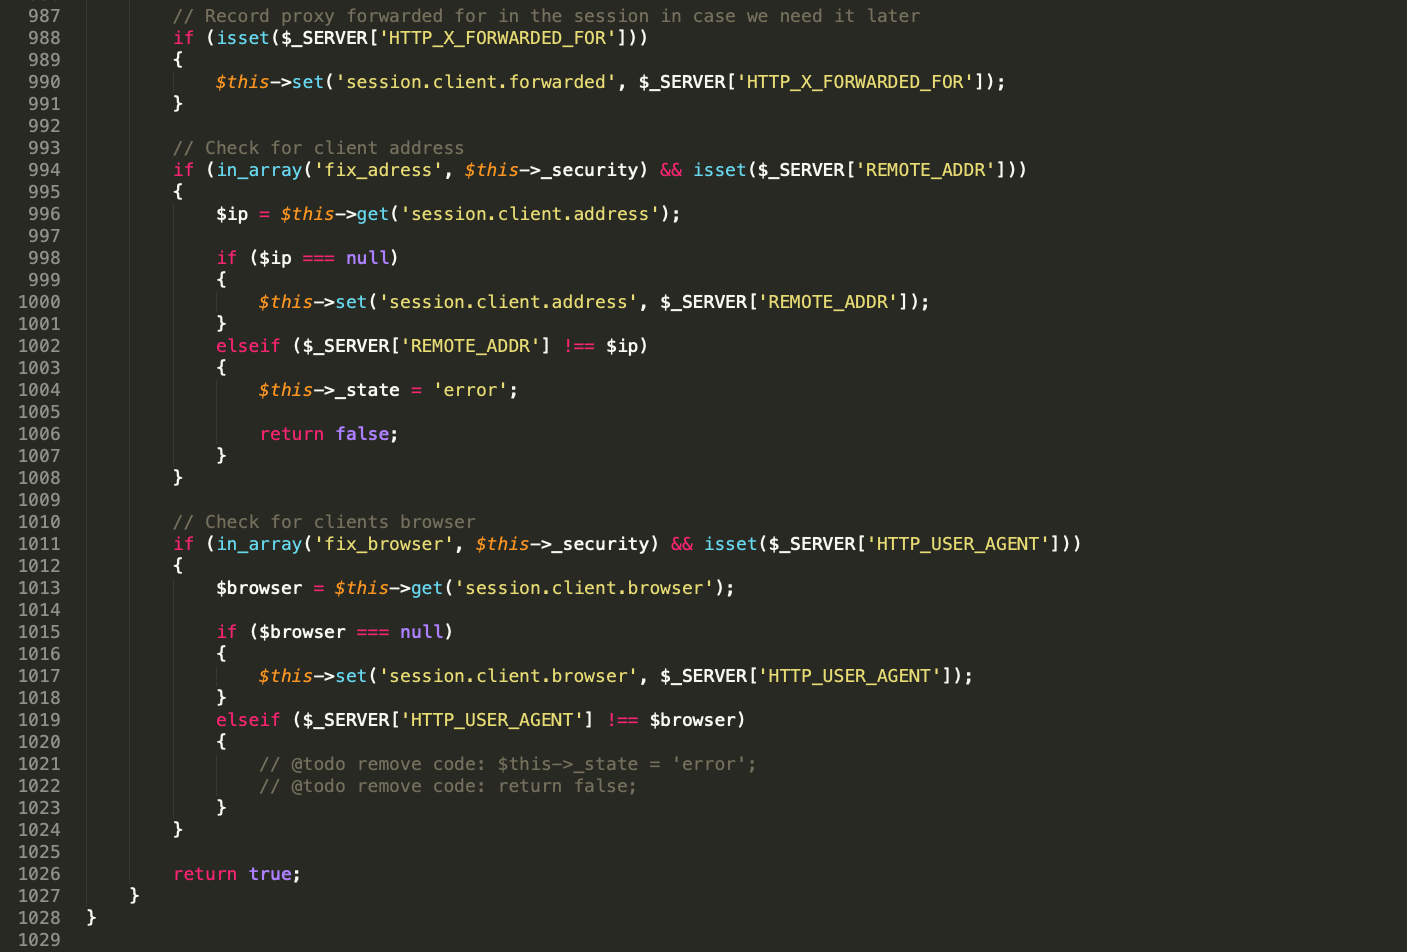 987 // Record proxy forwarded for in the session in case we need it later
988 if (isset($_SERVER['HTTP_X_FORWARDED_FOR']))
989 {
990 $this->set('session.client.forwarded', $_SERVER['HTTP_X_FORWARDED_FOR']);
991 }
992
993 // Check for client address
994 if (in_array('fix_adress', $this->_security) && isset($_SERVER['REMOTE_ADDR']))
995 {
996 $ip = $this->get('session.client.address');
997
998 if ($ip === null)
999 {
1000 $this->set('session.client.address', $_SERVER['REMOTE_ADDR']);
1001 }
1002 elseif ($_SERVER['REMOTE_ADDR'] !== $ip)
1003 {
1004 $this->_state = 'error';
1005
1006 return false;
1007 }
1008 }
1009
1010 // Check for clients browser
1011 if (in_array('fix_browser', $this->_security) && isset($_SERVER['HTTP_USER_AGENT']))
1012 {
1013 $browser = $this->get('session.client.browser');
1014
1015 if ($browser === null)
1016 {
1017 $this->set('session.client.browser', $_SERVER['HTTP_USER_AGENT']);
1018 }
1019 elseif ($_SERVER['HTTP_USER_AGENT'] !== $browser)
1020 {
1021 // @todo remove code: $this->_state = 'error';
1022 // @todo remove code: return false;
1023 }
1024 }
1025
1026 return true;
1027 }
1028 }
1029